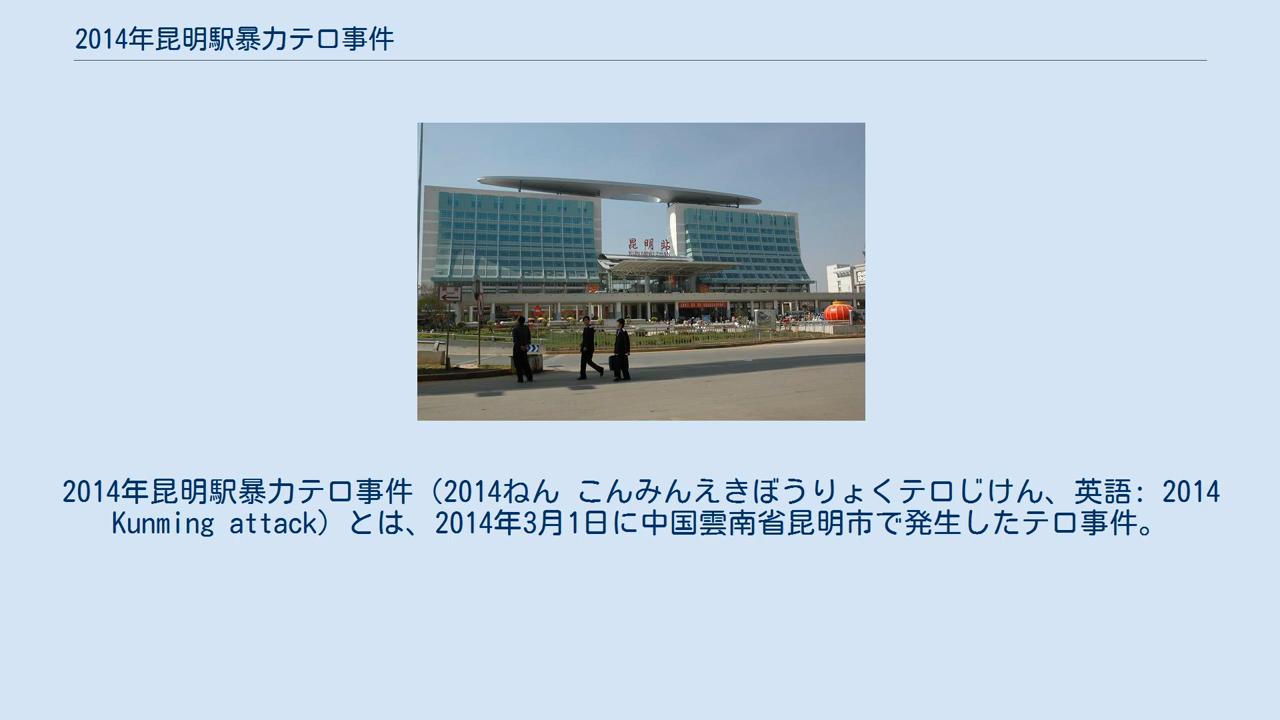 2014年昆明駅暴力テロ事件
昆明站
2014年昆明駅暴力テロ事件（2014ねん こんみんえきぼうりょくテロじけん、英語: 2014
Kunming attack）とは、2014年3月1日に中国雲南省昆明市で発生したテロ事件。